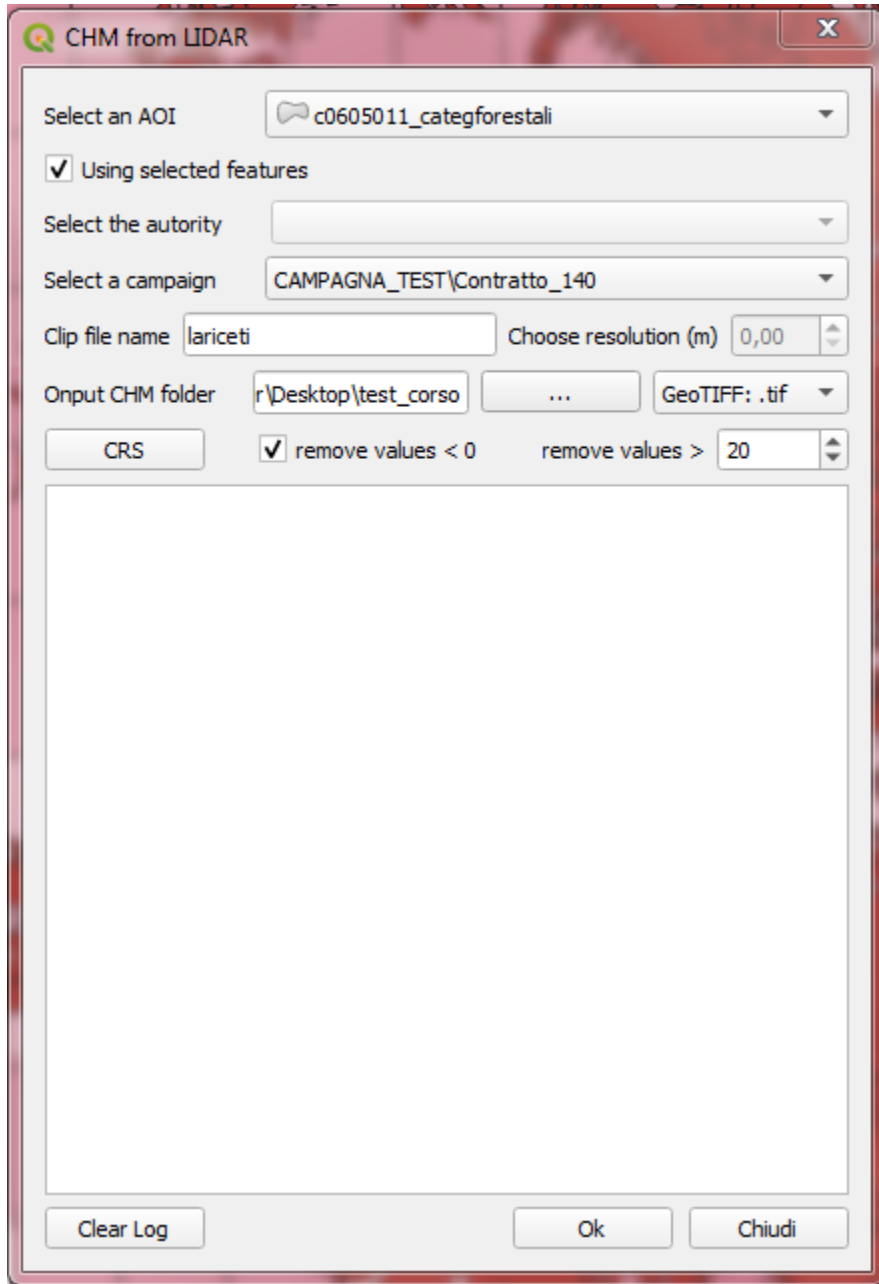 CHM from LIDAR
Select an AOI c0605011_categforestali
Using selected features
Select the autority
Select a campaign CAMPAGNA_TEST\Contratto_140
Clip file name lariceti Choose resolution (m) 0,00
Onput CHM folder r\Desktop\test_corso ... GeoTIFF: .tif
CRS remove values < 0 remove values > 20
Clear Log Ok Chiudi